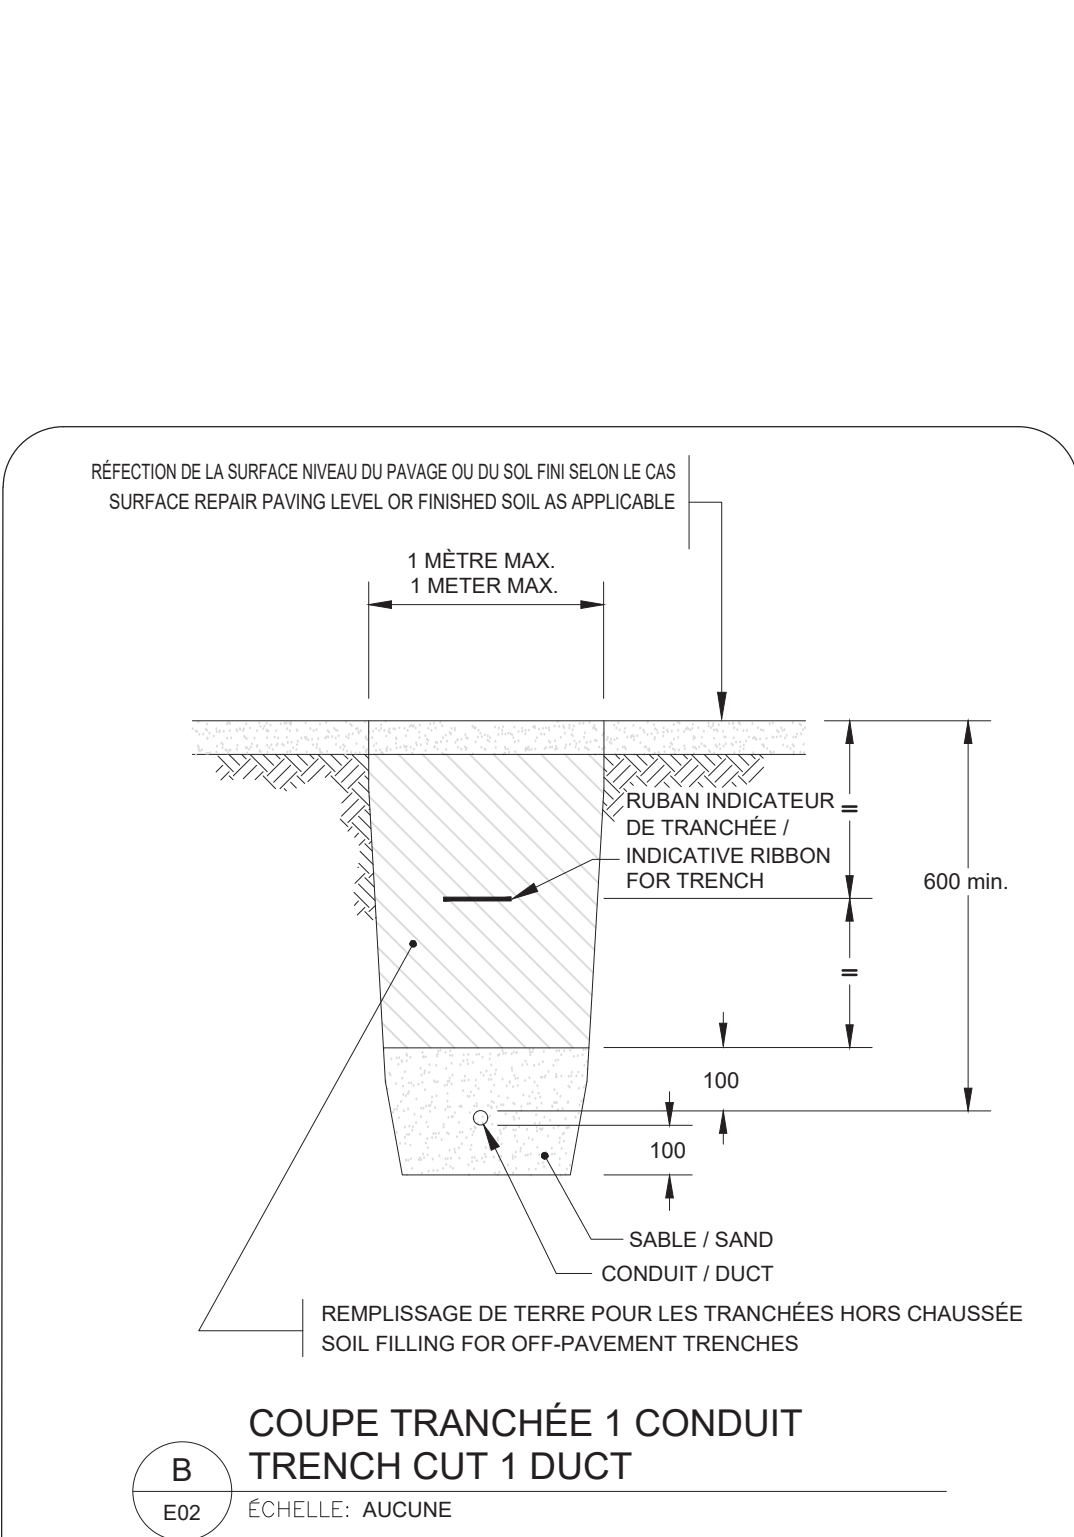 RÉFECTION DE LA SURFACE NIVEAU DU PAVAGE OU DU SOL FINI SELON LE CAS
SURFACE REPAIR PAVING LEVEL OR FINISHED SOIL AS APPLICABLE
1 MÈTRE MAX.
1 METER MAX.
RUBAN INDICATEUR
DE TRANCHÉE /
INDICATIVE RIBBON
FOR TRENCH
=
600 min.
=
100
100
SABLE / SAND
CONDUIT / DUCT
REMPLISSAGE DE TERRE POUR LES TRANCHÉES HORS CHAUSSÉE
SOIL FILLING FOR OFF-PAVEMENT TRENCHES
COUPE TRANCHÉE 1 CONDUIT
TRENCH CUT 1 DUCT
B
E02
ÉCHELLE: AUCUNE